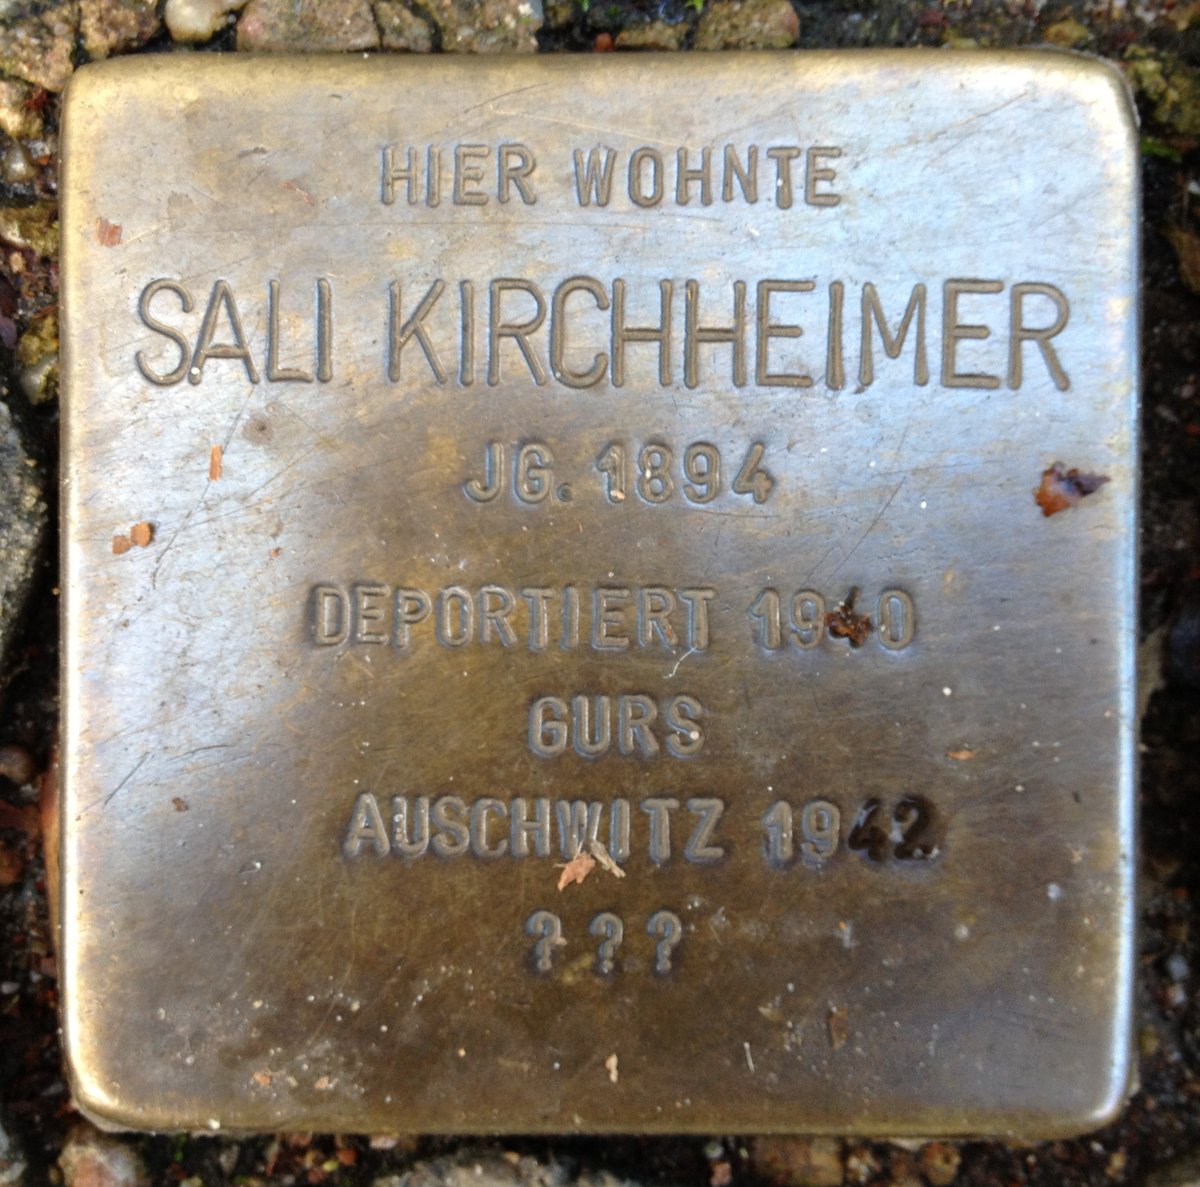 HIER WOHNTE
SALI KIRCHHEIMER
JG. 1894
DEPORTIERT 1940
GURS
AUSCHWITZ 1942
? ? ?